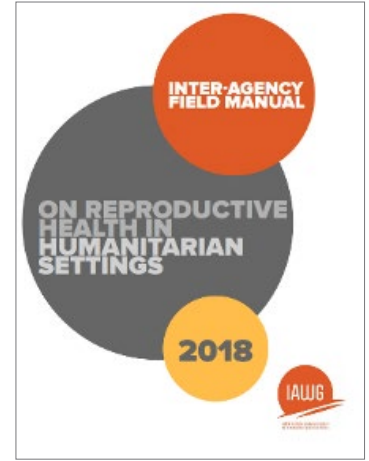 INTER-AGENCY
FIELD MANUAL
ON REPRODUCTIVE
HEALTH IN
HUMANITARIAN
SETTINGS
2018
IAWG